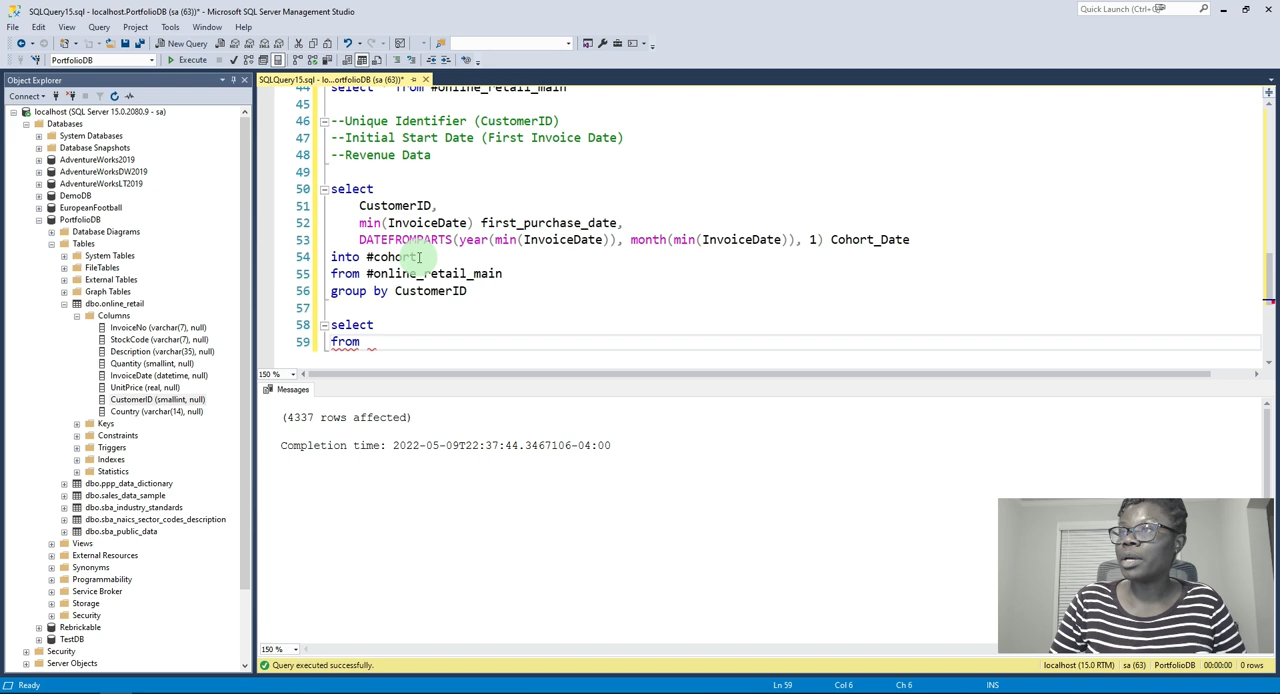 SQLQuery15.sql - localhost.PortfolioDB (sa (63))* - Microsoft SQL Server Management Studio
Quick Launch (Ctrl+Q)
File Edit View Query Project Tools Window Help
New Query
PortfolioDB
Execute
Object Explorer
SQLQuery15.sql - lo...ortfolioDB (sa (63))*
Connect
localhost (SQL Server 15.0.2080.9 - sa)
Databases
System Databases
Database Snapshots
AdventureWorks2019
AdventureWorksDW2019
AdventureWorksLT2019
DemoDB
EuropeanFootball
PortfolioDB
Database Diagrams
Tables
System Tables
FileTables
External Tables
Graph Tables
dbo.online_retail
Columns
InvoiceNo (varchar(7), null)
StockCode (varchar(7), null)
Description (varchar(35), null)
Quantity (smallint, null)
InvoiceDate (datetime, null)
UnitPrice (real, null)
CustomerID (smallint, null)
Country (varchar(14), null)
Keys
Constraints
Triggers
Indexes
Statistics
dbo.ppp_data_dictionary
dbo.sales_data_sample
dbo.sba_industry_standards
dbo.sba_naics_sector_codes_description
dbo.sba_public_data
Views
External Resources
Synonyms
Programmability
Service Broker
Storage
Security
Rebrickable
TestDB
Security
Server Objects
44 select * from #online_retail_main
45
46 --Unique Identifier (CustomerID)
47 --Initial Start Date (First Invoice Date)
48 --Revenue Data
49
50 select
51 CustomerID,
52 min(InvoiceDate) first_purchase_date,
53 DATEFROMPARTS(year(min(InvoiceDate)), month(min(InvoiceDate)), 1) Cohort_Date
54 into #cohort
55 from #online_retail_main
56 group by CustomerID
57
58 select
59 from
150 %
Messages
(4337 rows affected)
Completion time: 2022-05-09T22:37:44.3467106-04:00
150 %
Query executed successfully.
localhost (15.0 RTM) sa (63) PortfolioDB 00:00:00 0 rows
Ready
Ln 59 Col 6 Ch 6 INS